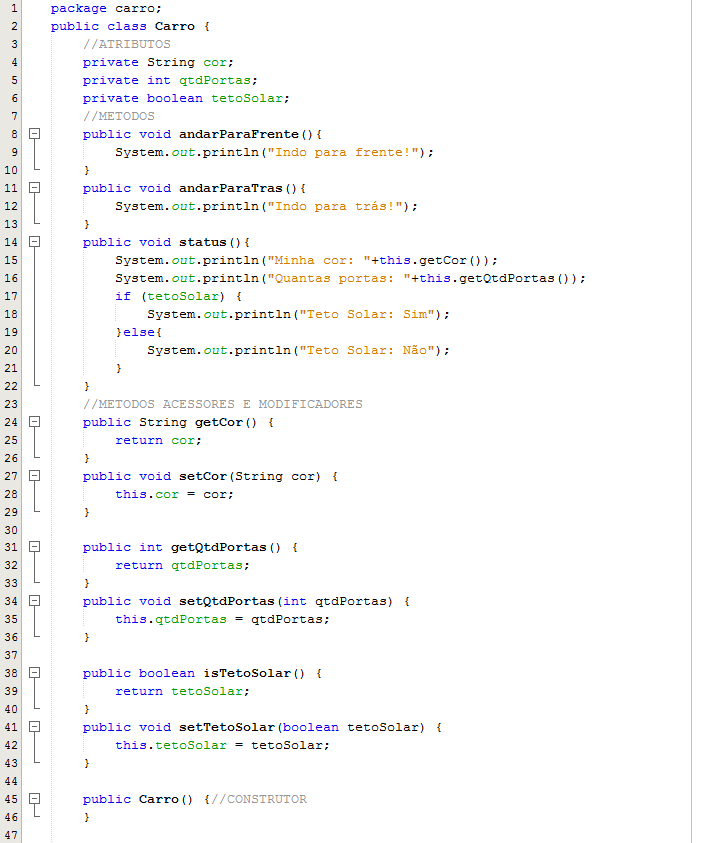 1 package carro;
2 public class Carro {
3     //ATRIBUTOS
4     private String cor;
5     private int qtdPortas;
6     private boolean tetoSolar;
7     //METODOS
8     public void andarParaFrente(){
9         System.out.println("Indo para frente!");
10     }
11     public void andarParaTras(){
12         System.out.println("Indo para trás!");
13     }
14     public void status(){
15         System.out.println("Minha cor: "+this.getCor());
16         System.out.println("Quantas portas: "+this.getQtdPortas());
17         if (tetoSolar) {
18             System.out.println("Teto Solar: Sim");
19         }else{
20             System.out.println("Teto Solar: Não");
21         }
22     }
23     //METODOS ACESSORES E MODIFICADORES
24     public String getCor() {
25         return cor;
26     }
27     public void setCor(String cor) {
28         this.cor = cor;
29     }
30
31     public int getQtdPortas() {
32         return qtdPortas;
33     }
34     public void setQtdPortas(int qtdPortas) {
35         this.qtdPortas = qtdPortas;
36     }
37
38     public boolean isTetoSolar() {
39         return tetoSolar;
40     }
41     public void setTetoSolar(boolean tetoSolar) {
42         this.tetoSolar = tetoSolar;
43     }
44
45     public Carro() {//CONSTRUTOR
46     }
47